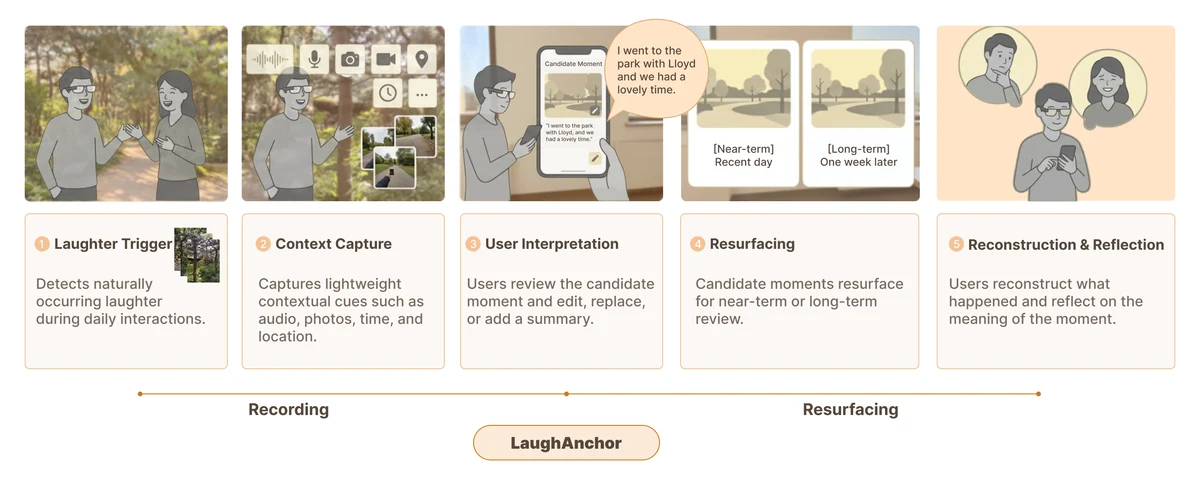 Candidate Moment
"I went to the park
with Lloyd, and we
had a lovely time."
I went to the
park with Lloyd
and we had a
lovely time.
[Near-term]
Recent day
[Long-term]
One week later
1 Laughter Trigger
Detects naturally
occurring laughter
during daily interactions.
2 Context Capture
Captures lightweight
contextual cues such as
audio, photos, time, and
location.
3 User Interpretation
Users review the candidate
moment and edit, replace,
or add a summary.
4 Resurfacing
Candidate moments resurface
for near-term or long-term
review.
5 Reconstruction & Reflection
Users reconstruct what
happened and reflect on the
meaning of the moment.
Recording
Resurfacing
LaughAnchor